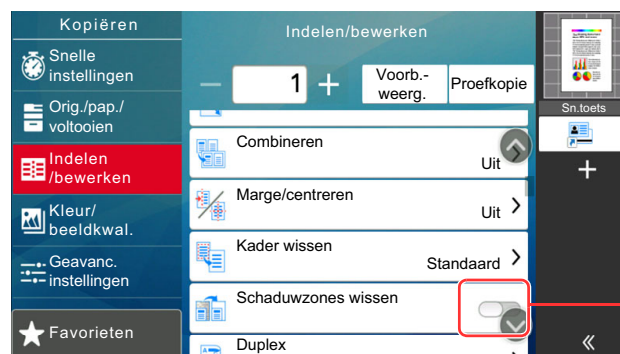 Kopiëren
Snelle
instellingen
Orig./pap./
voltooien
Indelen
/bewerken
Kleur/
beeldkwal.
Geavanc.
instellingen
Favorieten
Indelen/bewerken
1
Voorb.-
weerg.
Proefkopie
Combineren
Uit
Marge/centreren
Uit
Kader wissen
Standaard
Schaduwzones wissen
Duplex
Sn.toets